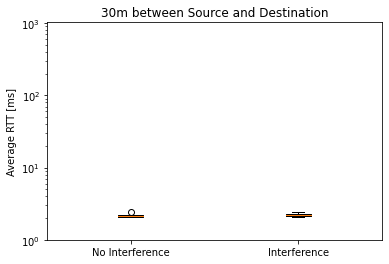 30m between Source and Destination
Average RTT [ms]
10³
10²
10¹
10⁰
No Interference
Interference